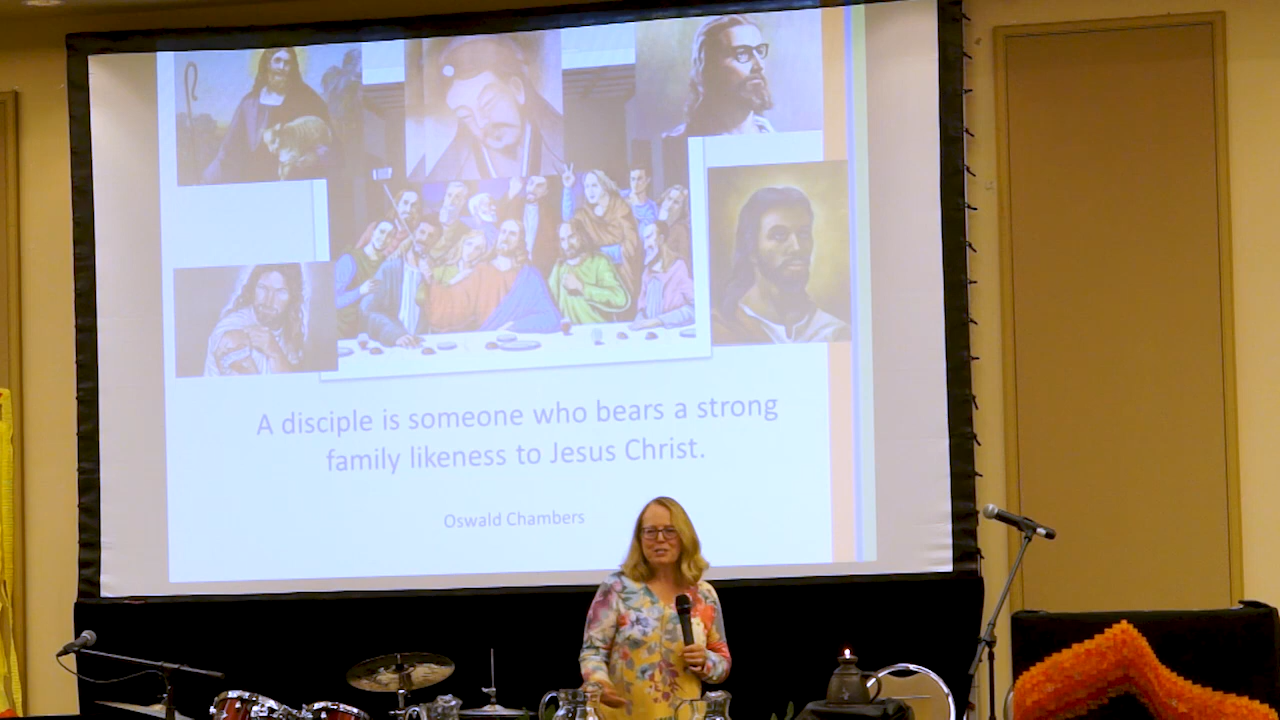 A disciple is someone who bears a strong
family likeness to Jesus Christ.
Oswald Chambers